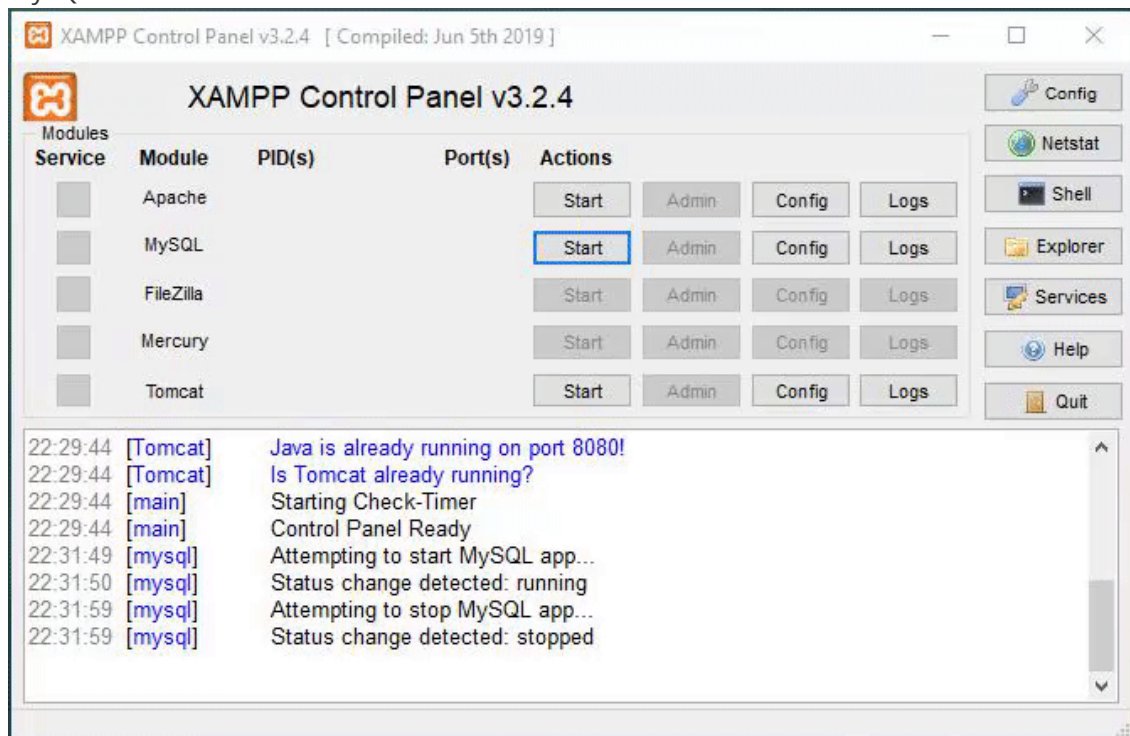 XAMPP Control Panel v3.2.4 [ Compiled: Jun 5th 2019 ]
XAMPP Control Panel v3.2.4
Config
Modules
Netstat
Service Module PID(s) Port(s) Actions
Apache Start Admin Config Logs
Shell
MySQL Start Admin Config Logs
Explorer
FileZilla Start Admin Config Logs
Services
Mercury Start Admin Config Logs
Help
Tomcat Start Admin Config Logs
Quit
22:29:44 [Tomcat] Java is already running on port 8080!
22:29:44 [Tomcat] Is Tomcat already running?
22:29:44 [main] Starting Check-Timer
22:29:44 [main] Control Panel Ready
22:31:49 [mysql] Attempting to start MySQL app...
22:31:50 [mysql] Status change detected: running
22:31:59 [mysql] Attempting to stop MySQL app...
22:31:59 [mysql] Status change detected: stopped